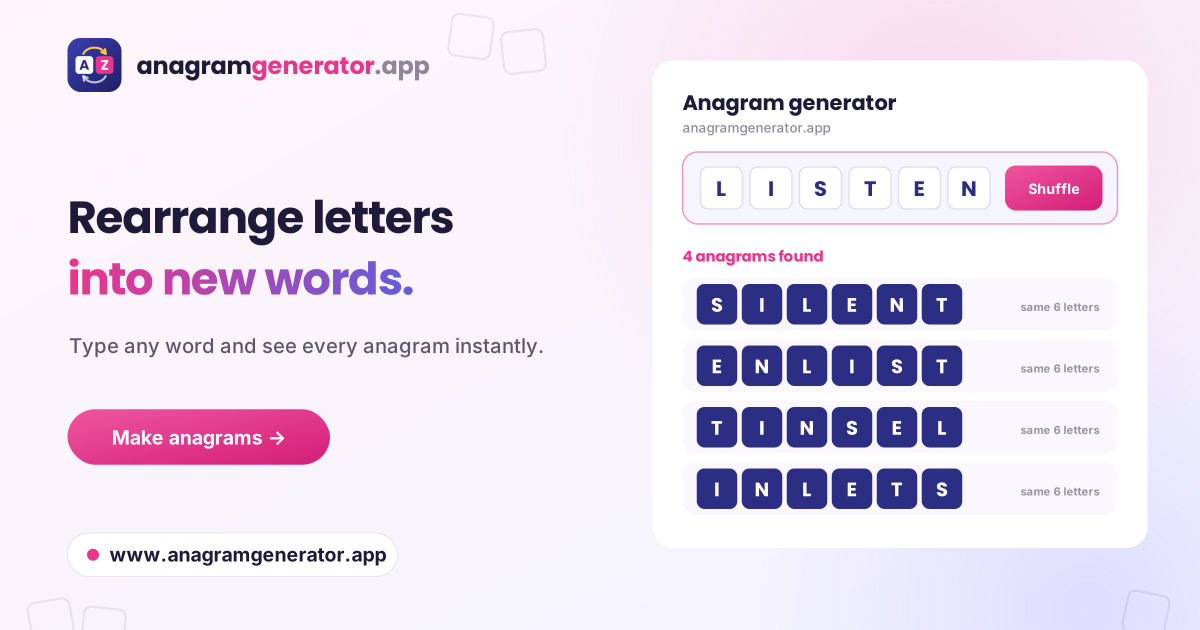 A Z
anagramgenerator.app
Rearrange letters
into new words.
Type any word and see every anagram instantly.
Make anagrams →
www.anagramgenerator.app
Anagram generator
anagramgenerator.app
L I S T E N Shuffle
4 anagrams found
S I L E N T same 6 letters
E N L I S T same 6 letters
T I N S E L same 6 letters
I N L E T S same 6 letters